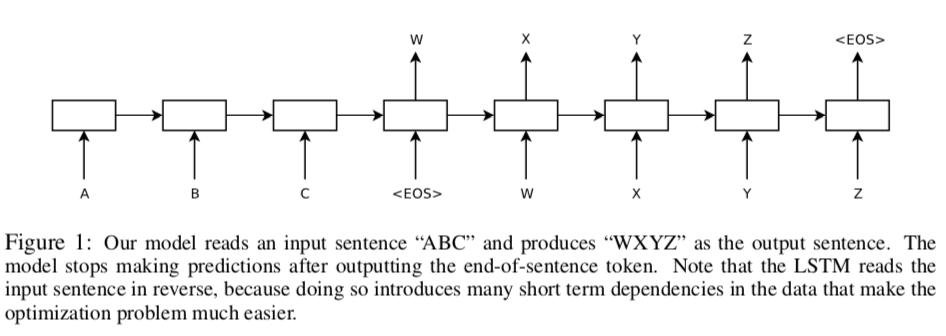 W X Y Z <EOS>
A B C <EOS> W X Y Z
Figure 1: Our model reads an input sentence “ABC” and produces “WXYZ” as the output sentence. The
model stops making predictions after outputting the end-of-sentence token. Note that the LSTM reads the
input sentence in reverse, because doing so introduces many short term dependencies in the data that make the
optimization problem much easier.